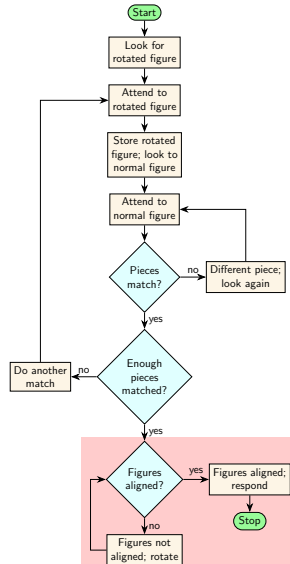 Start
Look for
rotated figure
Attend to
rotated figure
Store rotated
figure; look to
normal figure
Attend to
normal figure
Pieces
match?
no
Different piece;
look again
yes
Enough
pieces
matched?
no
Do another
match
yes
Figures
aligned?
yes
Figures aligned;
respond
Stop
no
Figures not
aligned; rotate